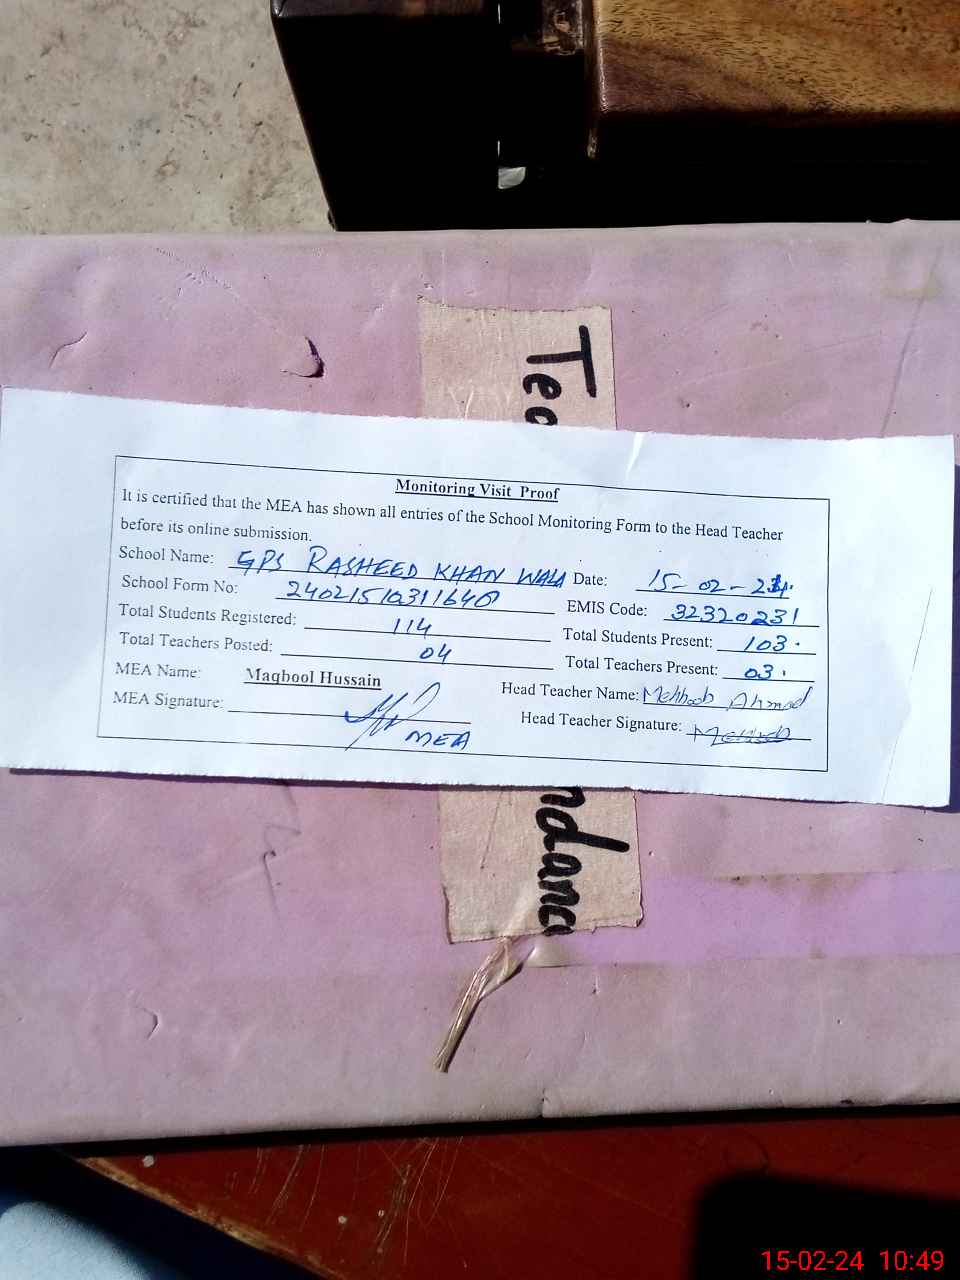 Tea
Monitoring Visit Proof
It is certified that the MEA has shown all entries of the School Monitoring Form to the Head Teacher
before its online submission.
School Name: GPS RASHEED KHAN WALA Date: 15-02-24.
School Form No: 24021510311640 EMIS Code: 32320231
Total Students Registered: 114 Total Students Present: 103.
Total Teachers Posted: 04 Total Teachers Present: 03.
MEA Name: Maqbool Hussain Head Teacher Name: Mehboob Ahmad
MEA Signature: MEA Head Teacher Signature: Mehboob
ndanc
15-02-24 10:49